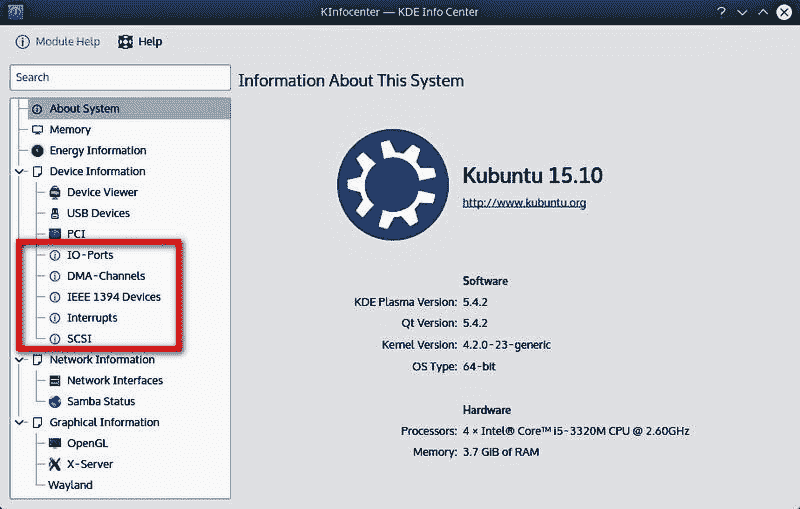 KInfocenter — KDE Info Center
Module Help Help
Search
Information About This System
About System
Memory
Energy Information
Device Information
Device Viewer
USB Devices
PCI
IO-Ports
DMA-Channels
IEEE 1394 Devices
Interrupts
SCSI
Network Information
Network Interfaces
Samba Status
Graphical Information
OpenGL
X-Server
Wayland
Kubuntu 15.10
http://www.kubuntu.org
Software
KDE Plasma Version: 5.4.2
Qt Version: 5.4.2
Kernel Version: 4.2.0-23-generic
OS Type: 64-bit
Hardware
Processors: 4 × Intel® Core™ i5-3320M CPU @ 2.60GHz
Memory: 3.7 GiB of RAM